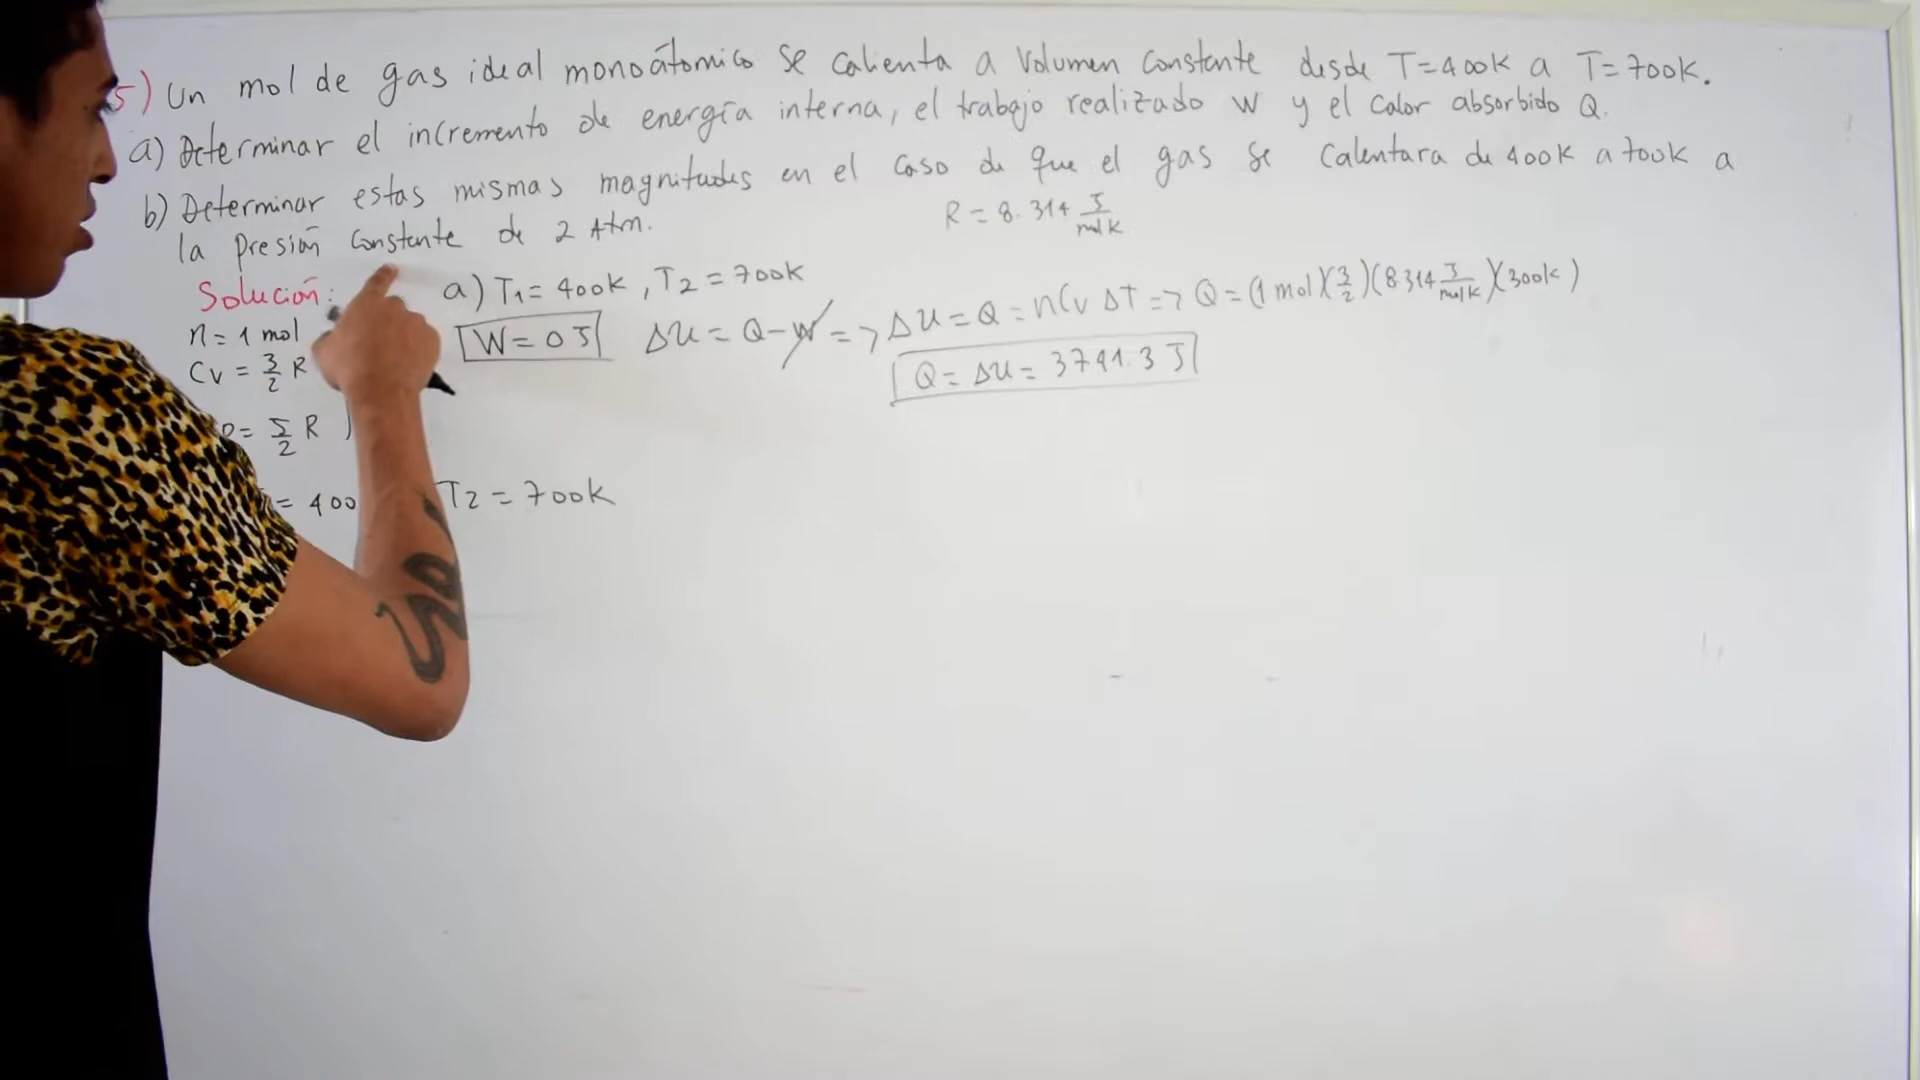 5) Un mol de gas ideal monoátomico se calienta a volumen constante desde T=400K a T=700K.
a) Determinar el incremento de energía interna, el trabajo realizado W y el calor absorbido Q.
b) Determinar estas mismas magnitudes en el caso de que el gas se calentara de 400K a 700K a
la presión constante de 2 Atm.
R = 8.314 J/mol K
Solución:
a) T1 = 400K, T2 = 700K
n = 1 mol
W = 0 J
ΔU = Q - W => ΔU = Q = nCv ΔT => Q = (1 mol)(3/2)(8.314 J/mol K)(300K)
Cv = 3/2 R
Q = ΔU = 3741.3 J
= 5/2 R
= 400
T2 = 700K